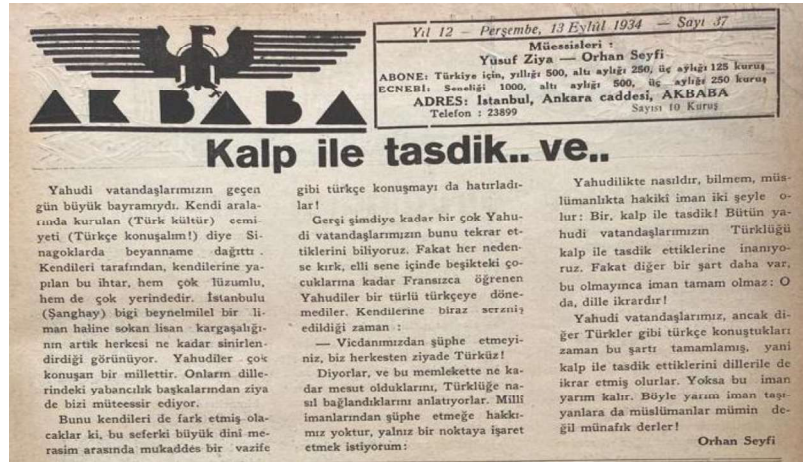 AK BABA
Yıl 12 — Perşembe, 13 Eylül 1934 — Sayı 37
Müessisleri :
Yusuf Ziya — Orhan Seyfi
ABONE: Türkiye için, yıllığı 500, altı aylığı 250, üç aylığı 125 kuruş
ECNEBİ: Seneliği 1000, altı aylığı 500, üç aylığı 250 kuruş
ADRES: İstanbul, Ankara caddesi, AKBABA
Telefon : 23899 Sayısı 10 Kuruş
Kalp ile tasdik.. ve..
Yahudi vatandaşlarımızın geçen
gün büyük bayramıydı. Kendi arala-
rında kurulan (Türk kültür) cemi-
yeti (Türkçe konuşalım!) diye Si-
nagoklarda beyanname dağıttı.
Kendileri tarafından, kendilerine ya-
pılan bu ihtar, hem çok lüzumlu,
hem de çok yerindedir. İstanbulu
(Şanghay) bigi beynelmilel bir li-
man haline sokan lisan kargaşalığı-
nın artık herkesi ne kadar sinirlen-
dirdiği görünüyor. Yahudiler çok
konuşan bir millettir. Onların dille-
rindeki yabancılık başkalarından ziya
de bizi müteessir ediyor.
Bunu kendileri de fark etmiş ola-
caklar ki, bu seferki büyük dini me-
rasim arasında mukaddes bir vazife
gibi türkçe konuşmayı da hatırladı-
lar!
Gerçi şimdiye kadar bir çok Yahu-
di vatandaşlarımızın bunu tekrar et-
tiklerini biliyoruz. Fakat her neden-
se kırk, elli sene içinde beşikteki ço-
cuklarına kadar Fransızca öğrenen
Yahudiler bir türlü türkçeye döne-
mediler. Kendilerine biraz serzniş
edildiği zaman :
— Vicdanımızdan şüphe etmeyi-
niz, biz herkesten ziyade Türküz!
Diyorlar, ve bu memlekette ne ka-
dar mesut olduklarını, Türklüğe na-
sıl bağlandıklarını anlatıyorlar. Millî
imanlarından şüphe etmeğe hakkı-
mız yoktur, yalnız bir noktaya işaret
etmek istiyorum:
Yahudilikte nasıldır, bilmem, müs-
lümanlıkta hakikî iman iki şeyle o-
lur: Bir, kalp ile tasdik! Bütün ya-
hudi vatandaşlarımızın Türklüğü
kalp ile tasdik ettiklerine inanıyo-
ruz. Fakat diğer bir şart daha var,
bu olmayınca iman tamam olmaz: O
da, dille ikrardır!
Yahudi vatandaşlarımız, ancak di-
ğer Türkler gibi türkçe konuştukları
zaman bu şartı tamamlamış, yani
kalp ile tasdik ettiklerini dillerile de
ikrar etmiş olurlar. Yoksa bu iman
yarım kalır. Böyle yarım iman taşı-
yanlara da müslümanlar mümin de-
ğil münafık derler!
Orhan Seyfi